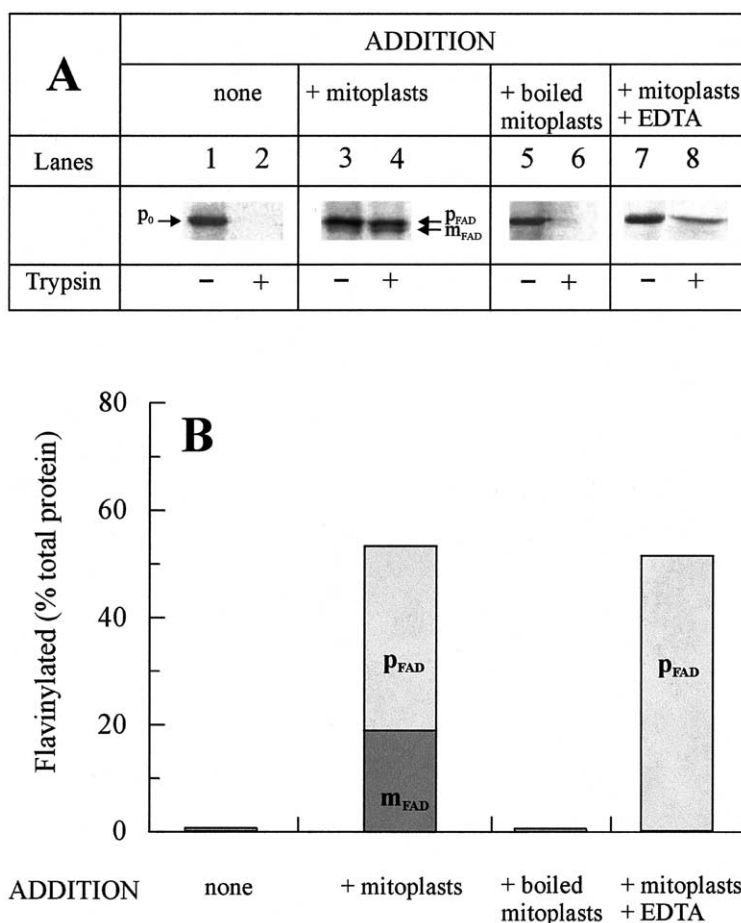 A
ADDITION
none
+ mitoplasts
+ boiled
mitoplasts
+ mitoplasts
+ EDTA
Lanes 1 2 3 4 5 6 7 8
p₀
pFAD
mFAD
Trypsin − + − + − + − +
B
Flavinylated (% total protein)
80
60
40
20
0
pFAD
mFAD
pFAD
ADDITION none + mitoplasts + boiled
mitoplasts
+ mitoplasts
+ EDTA